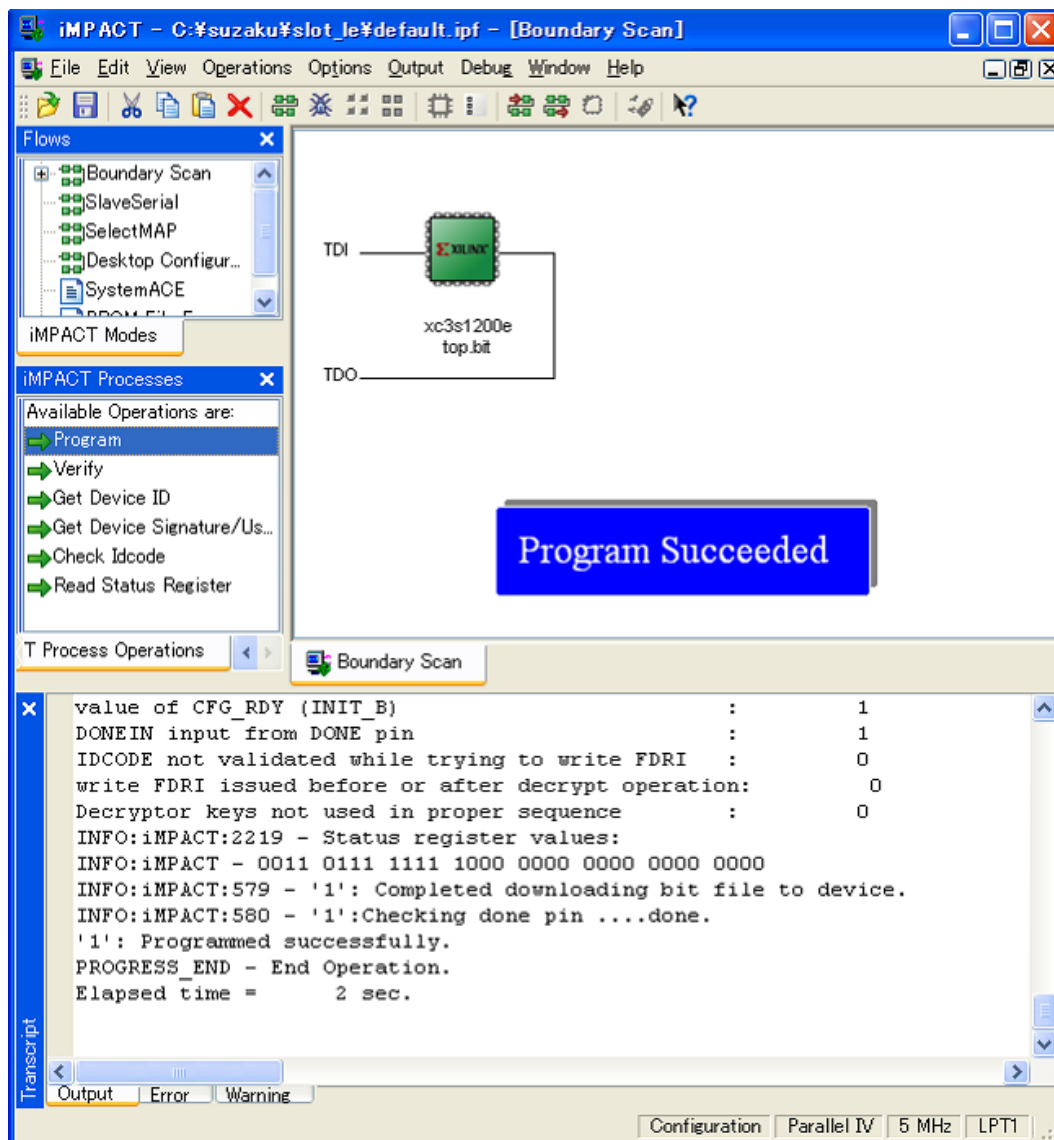 iMPACT - C:¥suzaku¥slot_le¥default.ipf - [Boundary Scan]
File Edit View Operations Options Output Debug Window Help
Flows
Boundary Scan
SlaveSerial
SelectMAP
Desktop Configur...
SystemACE
iMPACT Modes
iMPACT Processes
Available Operations are:
Program
Verify
Get Device ID
Get Device Signature/Us...
Check Idcode
Read Status Register
T Process Operations
TDI
XILINX
xc3s1200e
top.bit
TDO
Program Succeeded
Boundary Scan
value of CFG_RDY (INIT_B) : 1
DONEIN input from DONE pin : 1
IDCODE not validated while trying to write FDRI : 0
write FDRI issued before or after decrypt operation: 0
Decryptor keys not used in proper sequence : 0
INFO:iMPACT:2219 - Status register values:
INFO:iMPACT - 0011 0111 1111 1000 0000 0000 0000 0000
INFO:iMPACT:579 - '1': Completed downloading bit file to device.
INFO:iMPACT:580 - '1':Checking done pin ....done.
'1': Programmed successfully.
PROGRESS_END - End Operation.
Elapsed time = 2 sec.
Transcript
Output Error Warning
Configuration Parallel IV 5 MHz LPT1